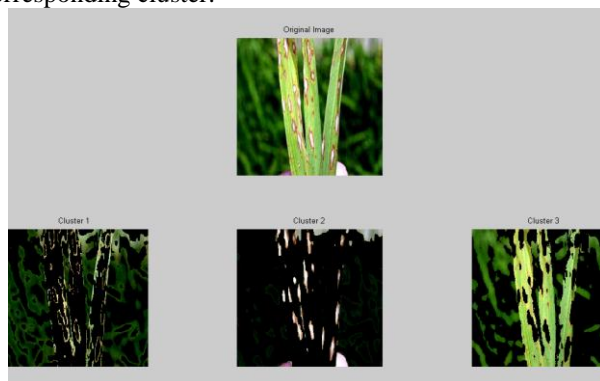 corresponding cluster.
Original Image
Cluster 1
Cluster 2
Cluster 3